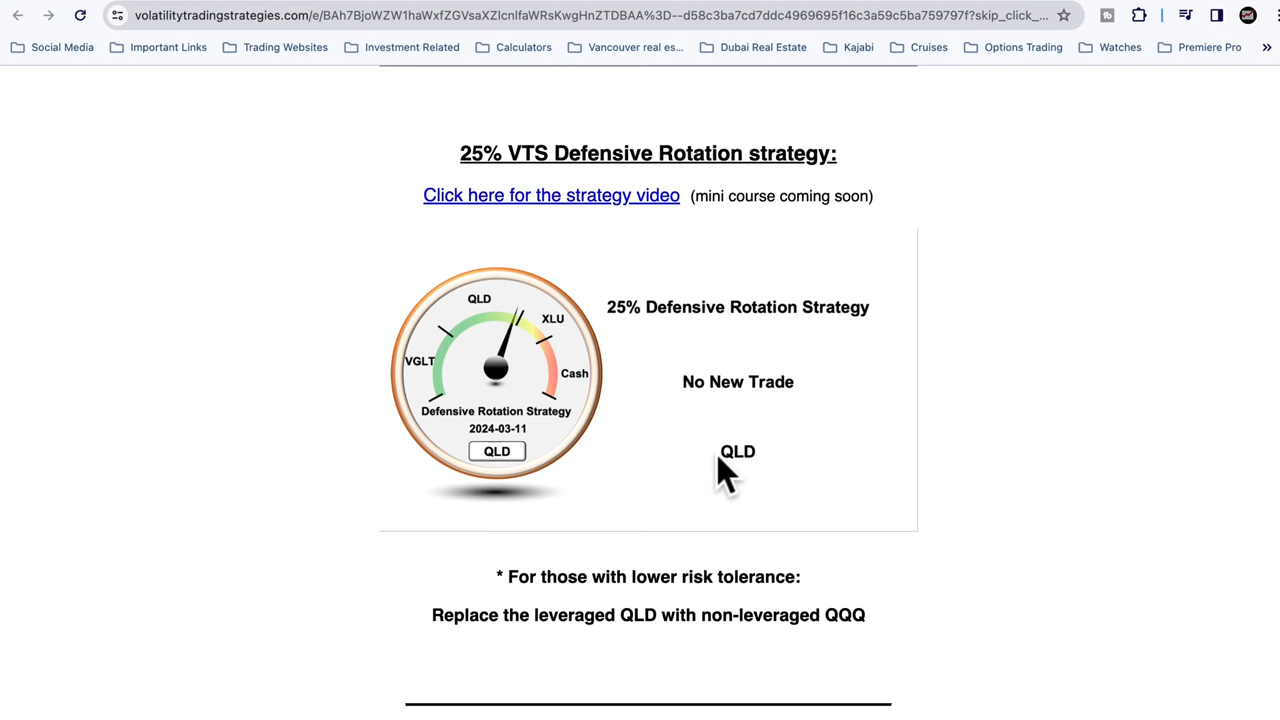 volatilitytradingstrategies.com/e/BAh7BjoWZW1haWxfZGVsaXZlcnlfaWRsKwgHnZTDBAA%3D--d58c3ba7cd7ddc4969695f16c3a59c5ba759797f?skip_click_...
Social Media Important Links Trading Websites Investment Related Calculators Vancouver real es... Dubai Real Estate Kajabi Cruises Options Trading Watches Premiere Pro »
25% VTS Defensive Rotation strategy:
Click here for the strategy video (mini course coming soon)
QLD
XLU
VGLT
Cash
Defensive Rotation Strategy
2024-03-11
QLD
25% Defensive Rotation Strategy
No New Trade
QLD
* For those with lower risk tolerance:
Replace the leveraged QLD with non-leveraged QQQ